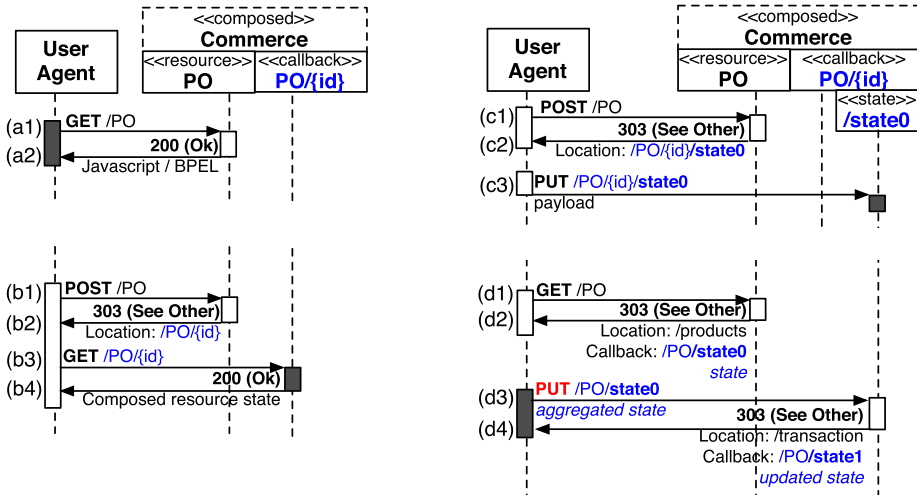 <<composed>>
Commerce
User
Agent
<<resource>>
PO
<<callback>>
PO/{id}
(a1)
GET /PO
(a2)
200 (Ok)
Javascript / BPEL
(b1)
POST /PO
(b2)
303 (See Other)
Location: /PO/{id}
(b3)
GET /PO/{id}
(b4)
200 (Ok)
Composed resource state
<<composed>>
Commerce
User
Agent
<<resource>>
PO
<<callback>>
PO/{id}
<<state>>
/state0
(c1)
POST /PO
(c2)
303 (See Other)
Location: /PO/{id}/state0
(c3)
PUT /PO/{id}/state0
payload
(d1)
GET /PO
(d2)
303 (See Other)
Location: /products
Callback: /PO/state0
state
(d3)
PUT /PO/state0
aggregated state
(d4)
303 (See Other)
Location: /transaction
Callback: /PO/state1
updated state